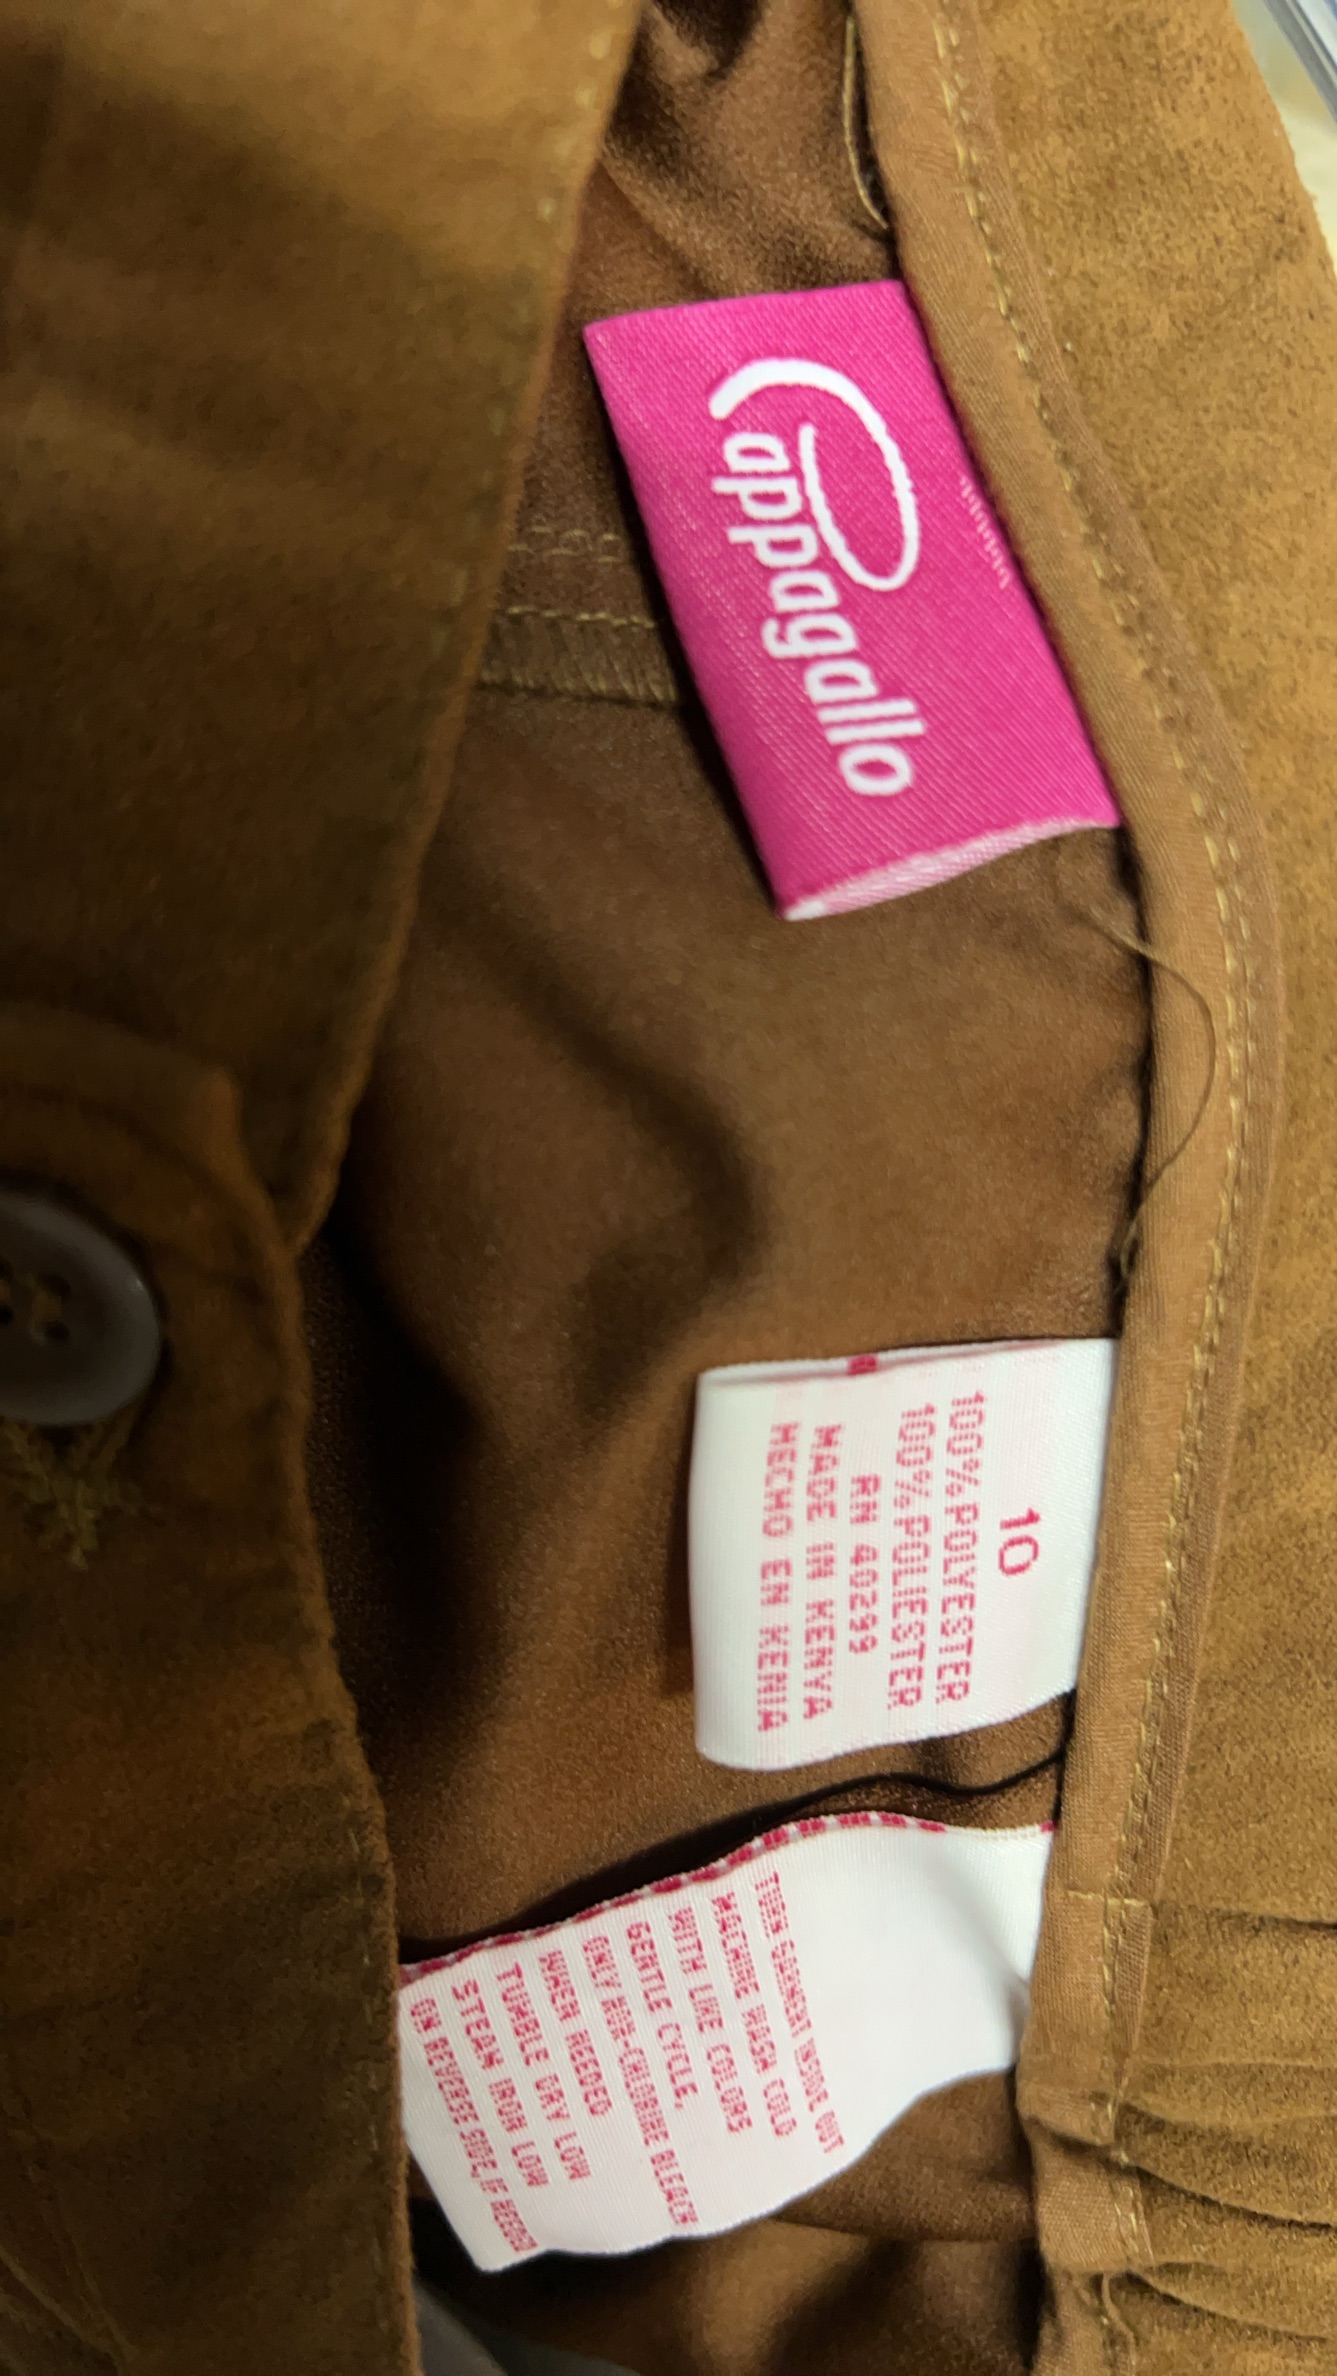 Cappagallo
10
100% POLYESTER
100% POLIESTER
RN 40299
MADE IN KENYA
HECHO EN KENIA
TURN GARMENT INSIDE OUT
MACHINE WASH COLD
WITH LIKE COLORS
GENTLE CYCLE.
ONLY NON-CHLORINE BLEACH
WHEN NEEDED
TUMBLE DRY LOW
STEAM IRON LOW
ON REVERSE SIDE, IF NEEDED